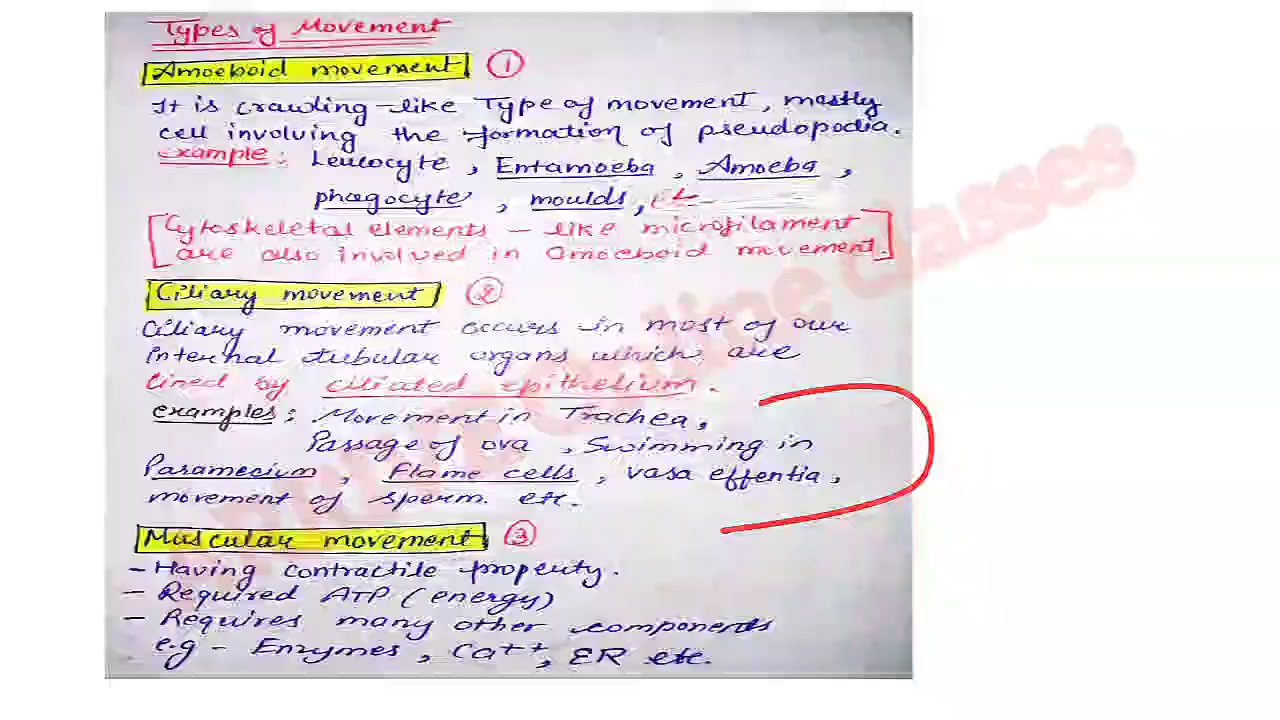 Types of Movement
Amoeboid movement 1
It is crawling-like Type of movement, mostly
cell involving the formation of pseudopodia.
Example: Leucocyte, Entamoeba, Amoeba,
phagocyte, moulds,
[Cytoskeletal elements - like microfilament
are also involved in amoeboid movement.]
Ciliary movement 2
Ciliary movement occurs in most of our
internal tubular organs which are
lined by ciliated epithelium.
examples: Movement in Trachea,
Passage of ova, Swimming in
Paramecium, Flame cells, vasa effentia,
movement of sperm. etc.
Muscular movement 3
- Having contractile property.
- Required ATP (energy)
- Requires many other components
e.g - Enzymes, Ca++, ER etc.
Online Classes